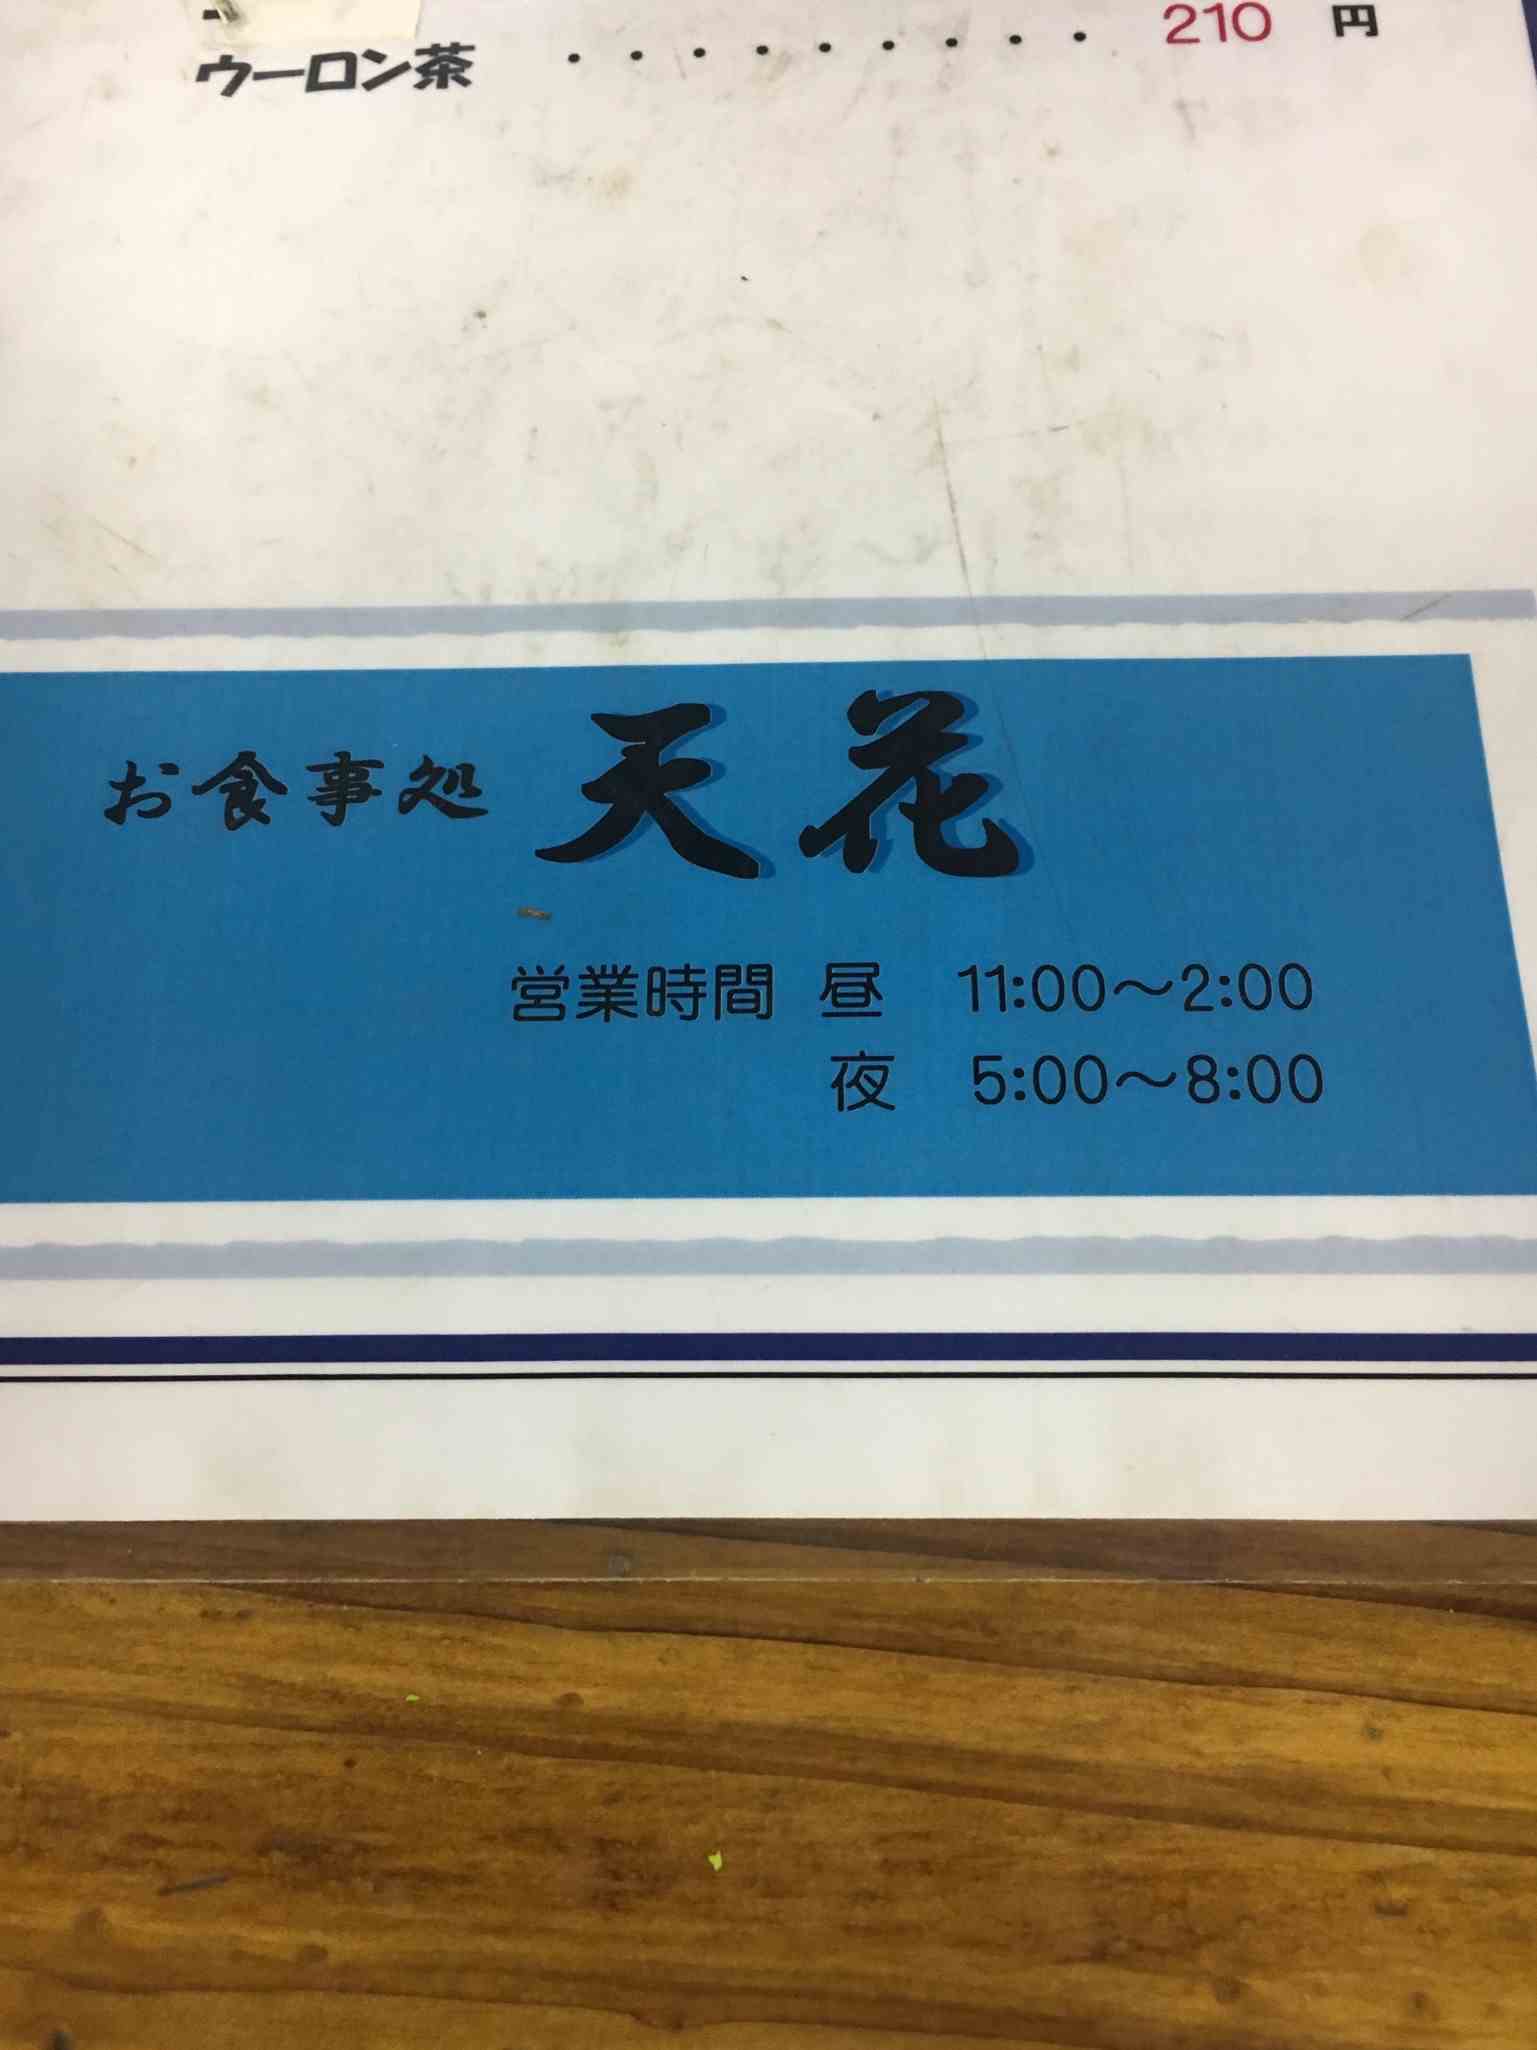 ウーロン茶 ・・・・・・・・・ 210 円
お食事処 天花
営業時間 昼 11:00～2:00
夜 5:00～8:00